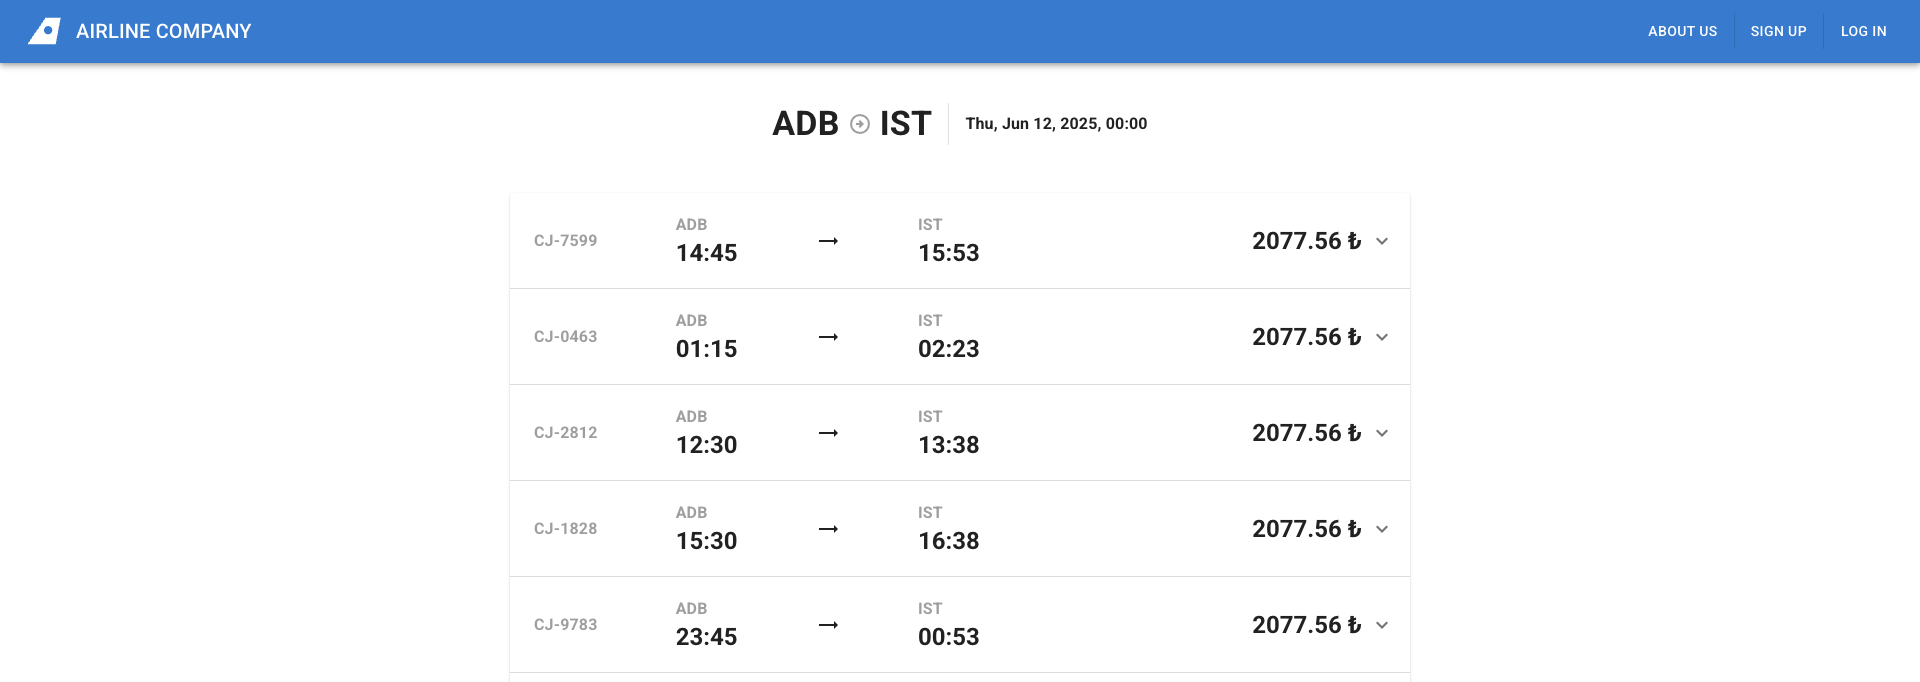 AIRLINE COMPANY
ABOUT US
SIGN UP
LOG IN
ADB IST Thu, Jun 12, 2025, 00:00
CJ-7599
ADB
14:45
IST
15:53
2077.56 ₺
CJ-0463
ADB
01:15
IST
02:23
2077.56 ₺
CJ-2812
ADB
12:30
IST
13:38
2077.56 ₺
CJ-1828
ADB
15:30
IST
16:38
2077.56 ₺
CJ-9783
ADB
23:45
IST
00:53
2077.56 ₺